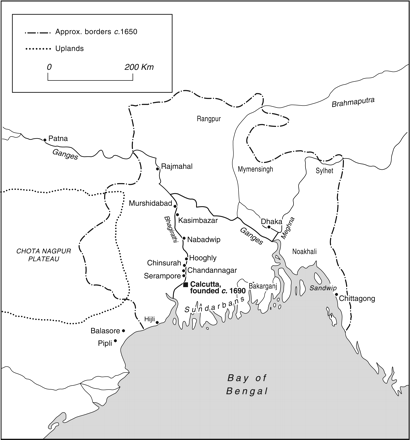 Approx. borders c.1650
Uplands
0 200 Km
Brahmaputra
Rangpur
Patna
Ganges
Rajmahal
Mymensingh
Sylhet
Murshidabad
Kasimbazar
Bhagirathi
Dhaka
Meghna
Ganges
Nabadwip
CHOTA NAGPUR
PLATEAU
Noakhali
Hooghly
Chinsurah
Chandannagar
Serampore
Calcutta,
founded c. 1690
Bakarganj
Sandwip
Chittagong
Sundarbans
Hijli
Balasore
Pipli
Bay of
Bengal